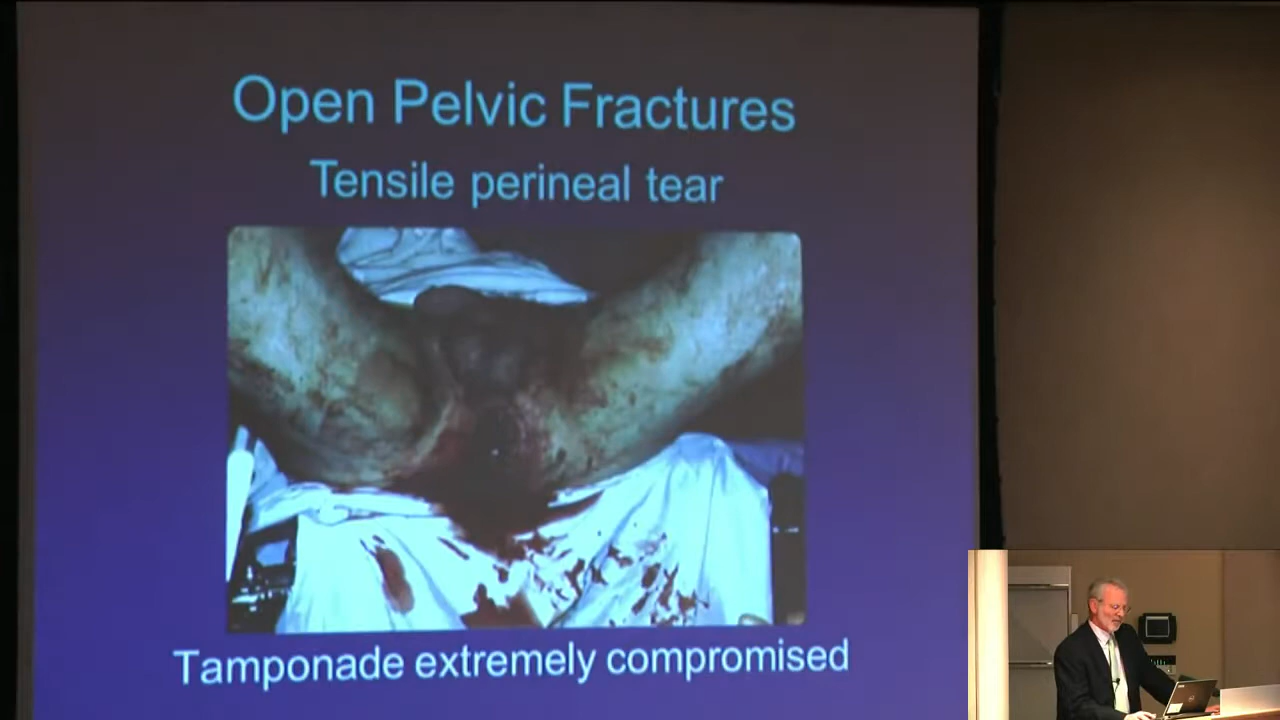 Open Pelvic Fractures
Tensile perineal tear
Tamponade extremely compromised